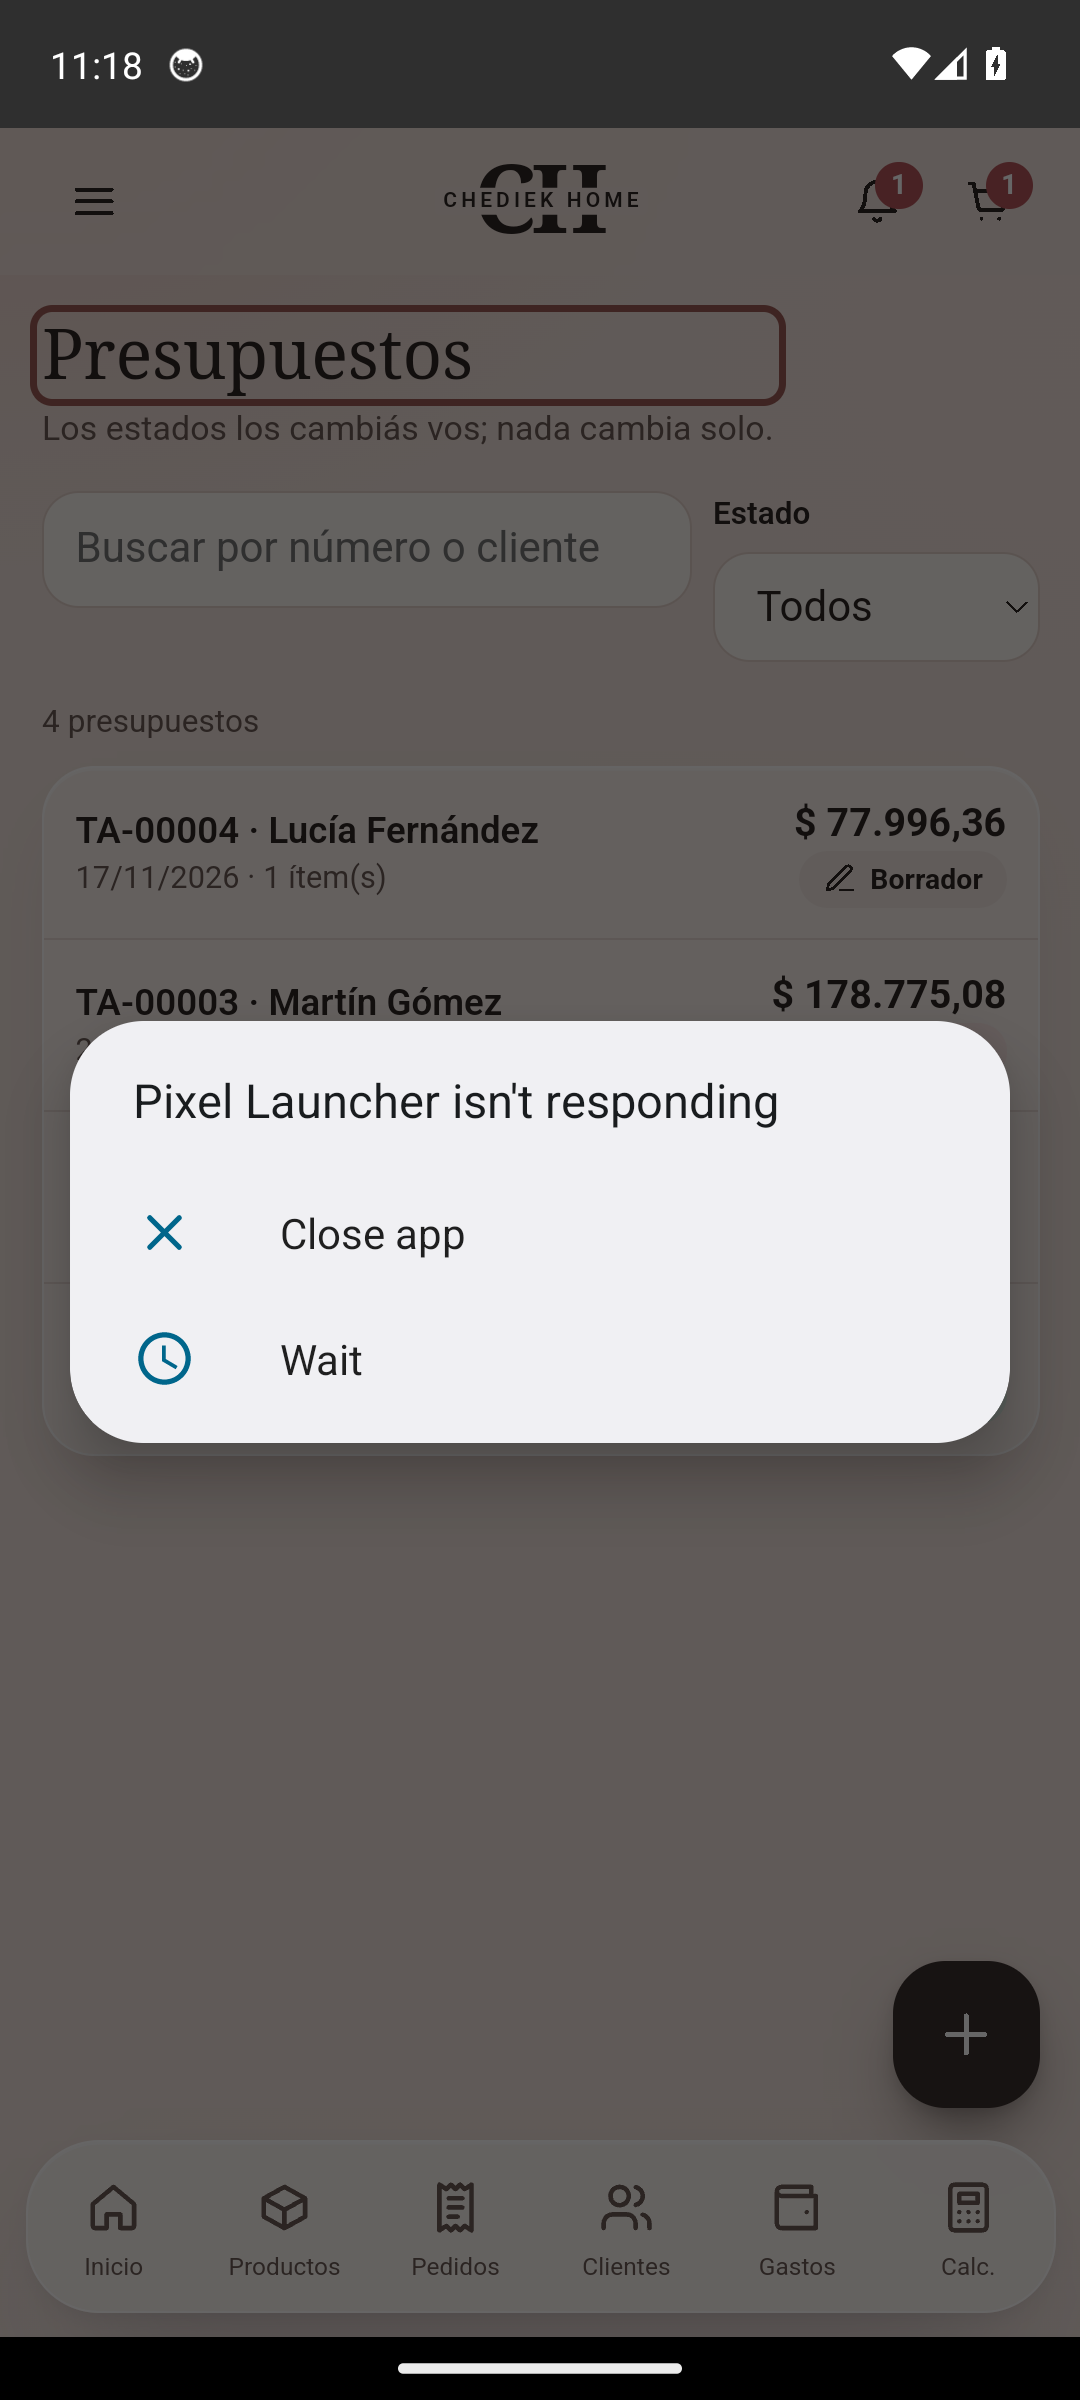 11:18
CH
CHEDIEK HOME
1
1
Presupuestos
Los estados los cambiás vos; nada cambia solo.
Buscar por número o cliente
Estado
Todos
4 presupuestos
TA-00004 · Lucía Fernández
$ 77.996,36
17/11/2026 · 1 ítem(s)
Borrador
TA-00003 · Martín Gómez
$ 178.775,08
Pixel Launcher isn't responding
Close app
Wait
Inicio
Productos
Pedidos
Clientes
Gastos
Calc.